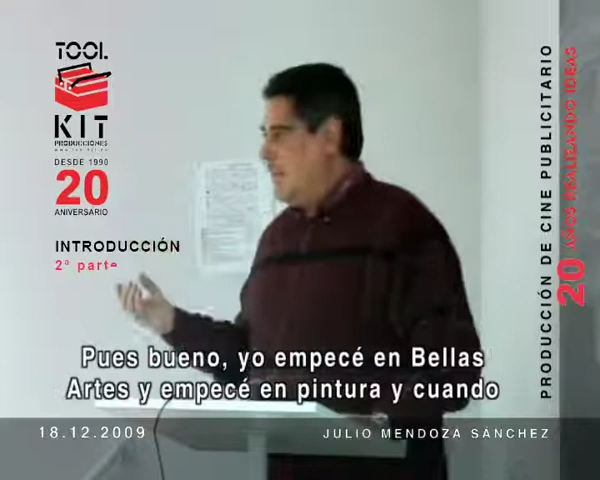 TOOL
KIT
PRODUCCIONES
DESDE 1990
20
ANIVERSARIO
INTRODUCCIÓN
2ª parte
PRODUCCIÓN DE CINE PUBLICITARIO
20 AÑOS REALIZANDO IDEAS
Pues bueno, yo empecé en Bellas
Artes y empecé en pintura y cuando
18.12.2009
JULIO MENDOZA SÁNCHEZ